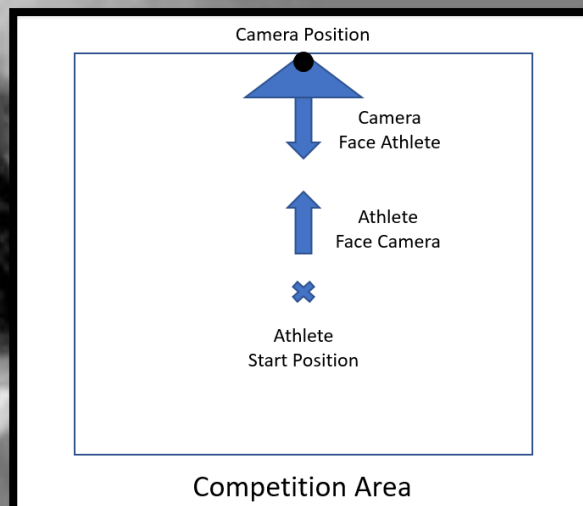 Camera Position
Camera
Face Athlete
Athlete
Face Camera
Athlete
Start Position
Competition Area